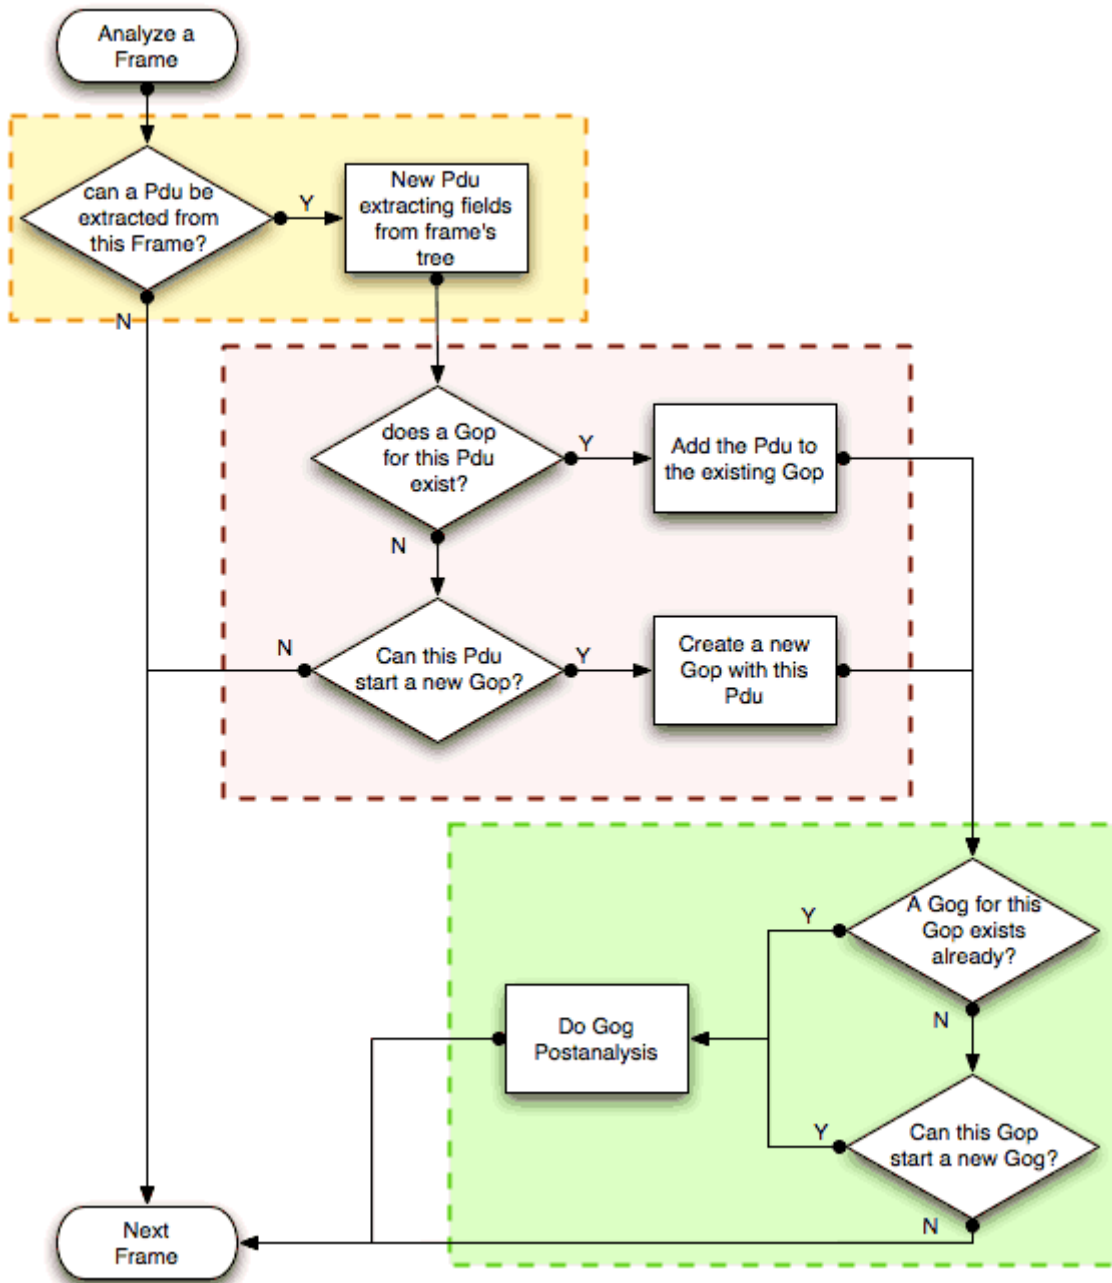 Analyze a
Frame
can a Pdu be
extracted from
this Frame?
Y
New Pdu
extracting fields
from frame's
tree
N
does a Gop
for this Pdu
exist?
Y
Add the Pdu to
the existing Gop
N
Can this Pdu
start a new Gop?
N
Y
Create a new
Gop with this
Pdu
A Gog for this
Gop exists
already?
Y
N
Do Gog
Postanalysis
Can this Gop
start a new Gog?
Y
N
Next
Frame